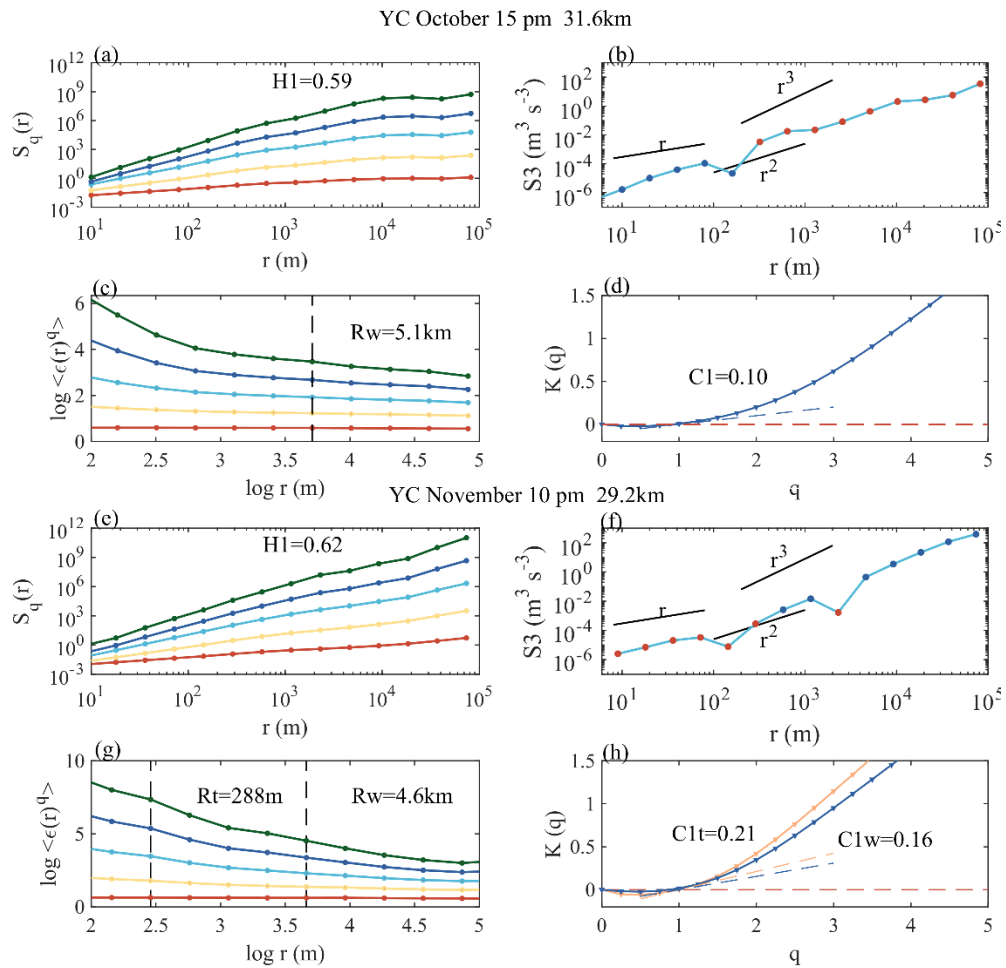 YC October 15 pm 31.6km
(a)
H1=0.59
S_q(r)
10^12
10^9
10^6
10^3
10^0
10^-3
10^1 10^2 10^3 10^4 10^5
r (m)
(b)
S3 (m^3 s^-3)
10^2
10^0
10^-2
10^-4
10^-6
r
r^3
r^2
10^1 10^2 10^3 10^4 10^5
r (m)
(c)
Rw=5.1km
log <ϵ(r)^q>
6
4
2
0
2 2.5 3 3.5 4 4.5 5
log r (m)
(d)
C1=0.10
K (q)
1
0.5
0
0 1 2 3 4 5
q
YC November 10 pm 29.2km
(e)
H1=0.62
S_q(r)
10^12
10^9
10^6
10^3
10^0
10^-3
10^1 10^2 10^3 10^4 10^5
r (m)
(f)
S3 (m^3 s^-3)
10^2
10^0
10^-2
10^-4
10^-6
r
r^3
r^2
10^1 10^2 10^3 10^4 10^5
r (m)
(g)
Rt=288m
Rw=4.6km
log <ϵ(r)^q>
10
5
0
2 2.5 3 3.5 4 4.5 5
log r (m)
(h)
C1t=0.21
C1w=0.16
K (q)
1
0.5
0
0 1 2 3 4 5
q